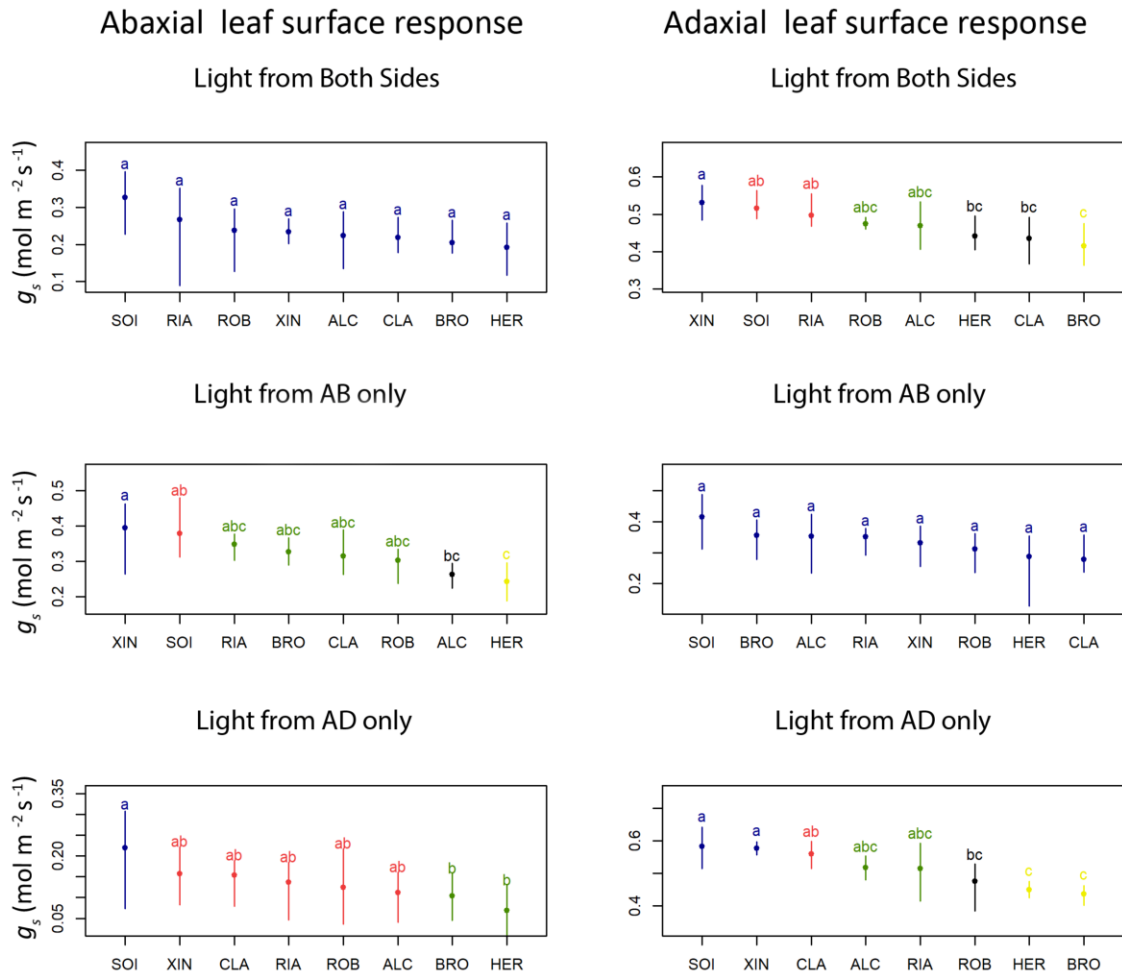 Abaxial leaf surface response
Light from Both Sides
g_s (mol m -2 s -1)
0.4
0.3
0.2
0.1
a a a a a a a a
SOI RIA ROB XIN ALC CLA BRO HER
Light from AB only
g_s (mol m -2 s -1)
0.5
0.4
0.3
0.2
a ab abc abc abc abc bc c
XIN SOI RIA BRO CLA ROB ALC HER
Light from AD only
g_s (mol m -2 s -1)
0.35
0.20
0.05
a ab ab ab ab ab b b
SOI XIN CLA RIA ROB ALC BRO HER
Adaxial leaf surface response
Light from Both Sides
0.6
0.5
0.4
0.3
a ab ab abc abc bc bc c
XIN SOI RIA ROB ALC HER CLA BRO
Light from AB only
0.4
0.2
a a a a a a a a
SOI BRO ALC RIA XIN ROB HER CLA
Light from AD only
0.6
0.4
a a ab abc abc bc c c
SOI XIN CLA ALC RIA ROB HER BRO